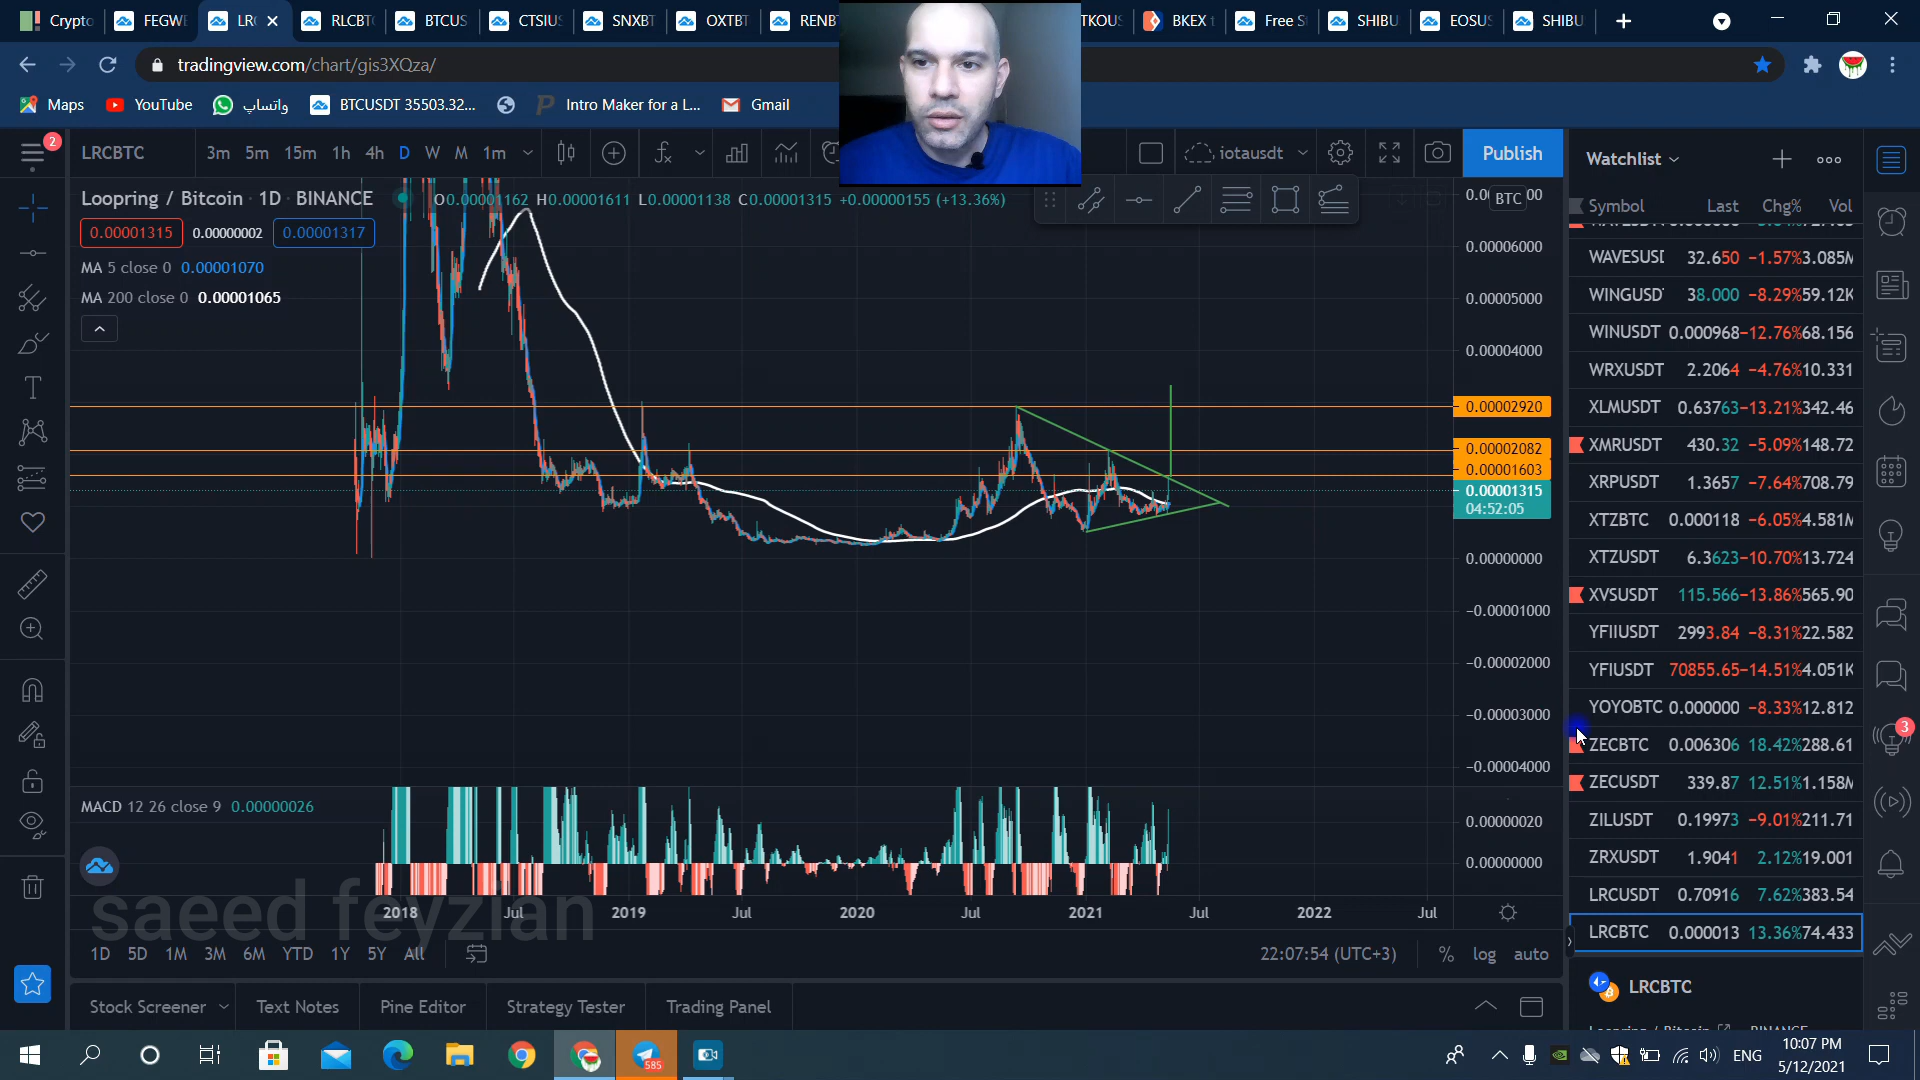 Crypto
FEGWE
LRC
RLCBTC
BTCUS
CTSIUS
SNXBT
OXTBT
RENBT
TKOUS
BKEX t
Free S
SHIBU
EOSUS
SHIBU
tradingview.com/chart/gis3XQza/
Maps
YouTube
واتساپ
BTCUSDT 35503.32...
Intro Maker for a L...
Gmail
2
LRCBTC
3m 5m 15m 1h 4h D W M 1m
iotausdt
Publish
Loopring / Bitcoin · 1D · BINANCE
O0.00001162 H0.00001611 L0.00001138 C0.00001315 +0.00000155 (+13.36%)
0.00001315 0.00000002 0.00001317
MA 5 close 0 0.00001070
MA 200 close 0 0.00001065
BTC
0.00006000
0.00005000
0.00004000
0.00002920
0.00002082
0.00001603
0.00001315
04:52:05
0.00000000
−0.00001000
−0.00002000
−0.00003000
−0.00004000
MACD 12 26 close 9 0.00000026
0.00000020
0.00000000
saeed feyzian
2018 Jul 2019 Jul 2020 Jul 2021 Jul 2022 Jul
1D 5D 1M 3M 6M YTD 1Y 5Y All
22:07:54 (UTC+3) % log auto
Stock Screener Text Notes Pine Editor Strategy Tester Trading Panel
Watchlist
Symbol Last Chg% Vol
WAVESUSD 32.650 −1.57% 3.085M
WINGUSD 38.000 −8.29% 59.12K
WINUSDT 0.000968 −12.76% 68.156
WRXUSDT 2.2064 −4.76% 10.331
XLMUSDT 0.63763 −13.21% 342.46
XMRUSDT 430.32 −5.09% 148.72
XRPUSDT 1.3657 −7.64% 708.79
XTZBTC 0.000118 −6.05% 4.581M
XTZUSDT 6.3623 −10.70% 13.724
XVSUSDT 115.566 −13.86% 565.90
YFIIUSDT 2993.84 −8.31% 22.582
YFIUSDT 70855.65 −14.51% 4.051K
YOYOBTC 0.000000 −8.33% 12.812
ZECBTC 0.006306 18.42% 288.61
ZECUSDT 339.87 12.51% 1.158M
ZILUSDT 0.19973 −9.01% 211.71
ZRXUSDT 1.9041 2.12% 19.001
LRCUSDT 0.70916 7.62% 383.54
LRCBTC 0.000013 13.36% 74.433
LRCBTC
Loopring / Bitcoin BINANCE
3
585
ENG
10:07 PM
5/12/2021